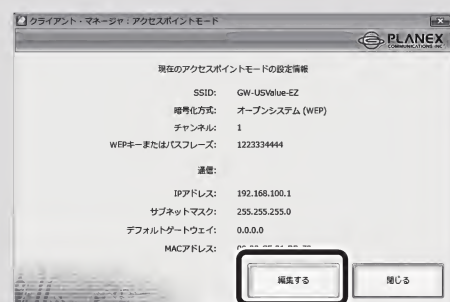 クライアント・マネージャ：アクセスポイントモード
PLANEX
COMMUNICATIONS INC
現在のアクセスポイントモードの設定情報
SSID: GW-USValue-EZ
暗号化方式: オープンシステム (WEP)
チャンネル: 1
WEPキーまたはパスフレーズ: 1223334444
通信:
IPアドレス: 192.168.100.1
サブネットマスク: 255.255.255.0
デフォルトゲートウェイ: 0.0.0.0
MACアドレス:
編集する
閉じる